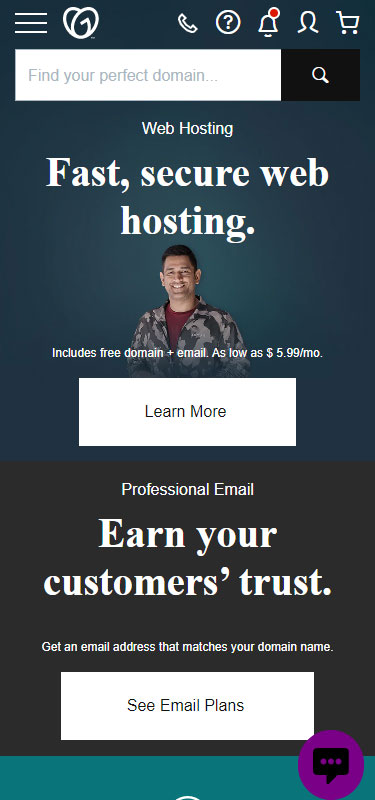 Find your perfect domain...
Web Hosting
Fast, secure web
hosting.
Includes free domain + email. As low as $ 5.99/mo.
Learn More
Professional Email
Earn your
customers’ trust.
Get an email address that matches your domain name.
See Email Plans